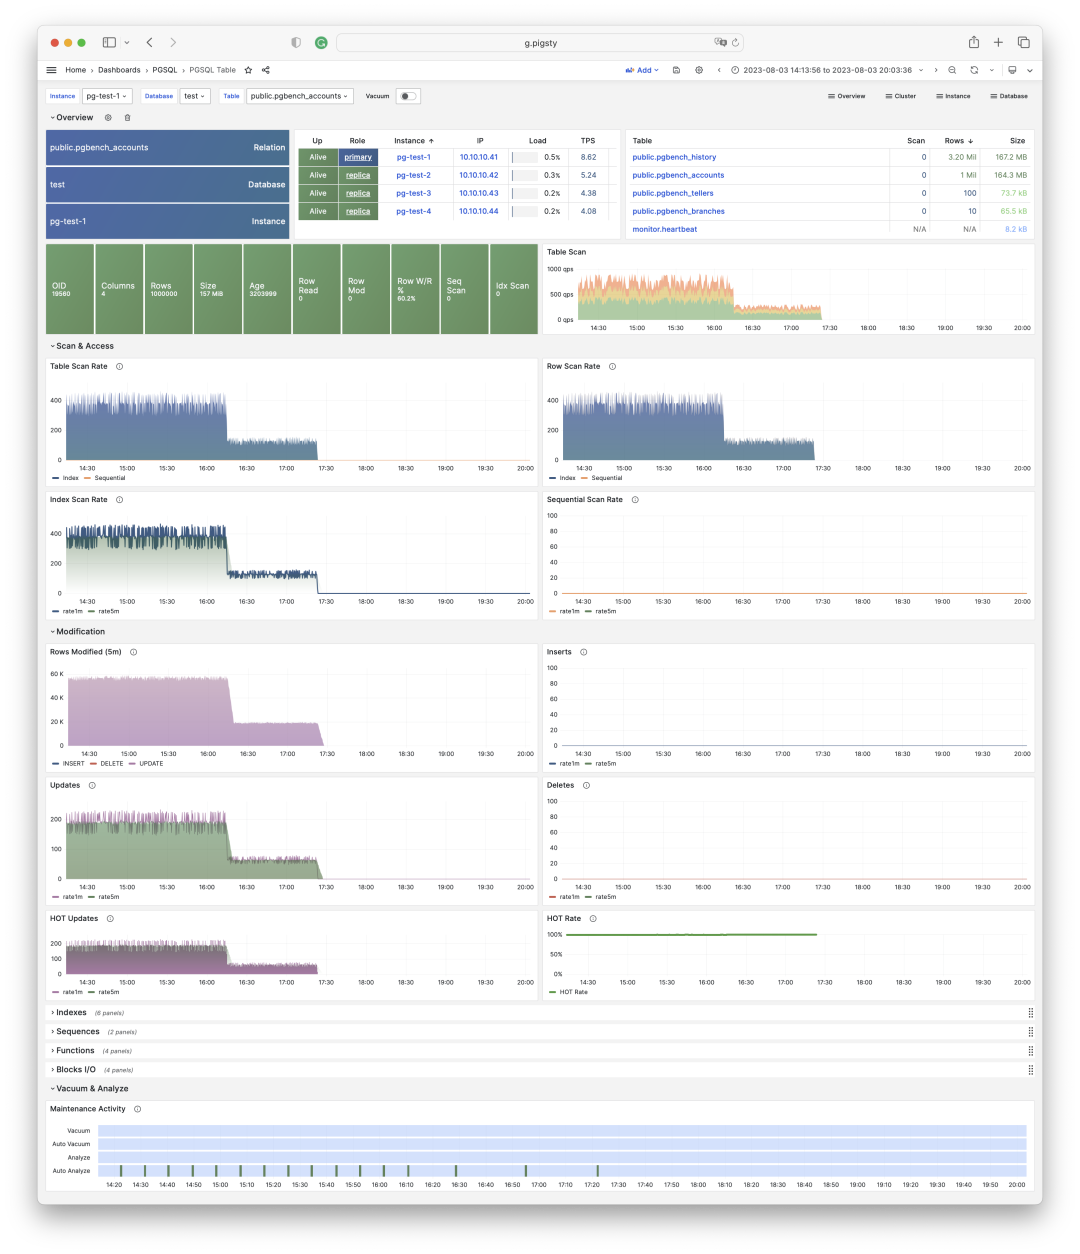 g.pigsty
Home › Dashboards › PGSQL › PGSQL Table
Add
2023-08-03 14:13:56 to 2023-08-03 20:03:36
Instance pg-test-1 Database test Table public.pgbench_accounts Vacuum
Overview Cluster Instance Database
Overview
public.pgbench_accounts Relation
test Database
pg-test-1 Instance
Up Role Instance ↑ IP Load TPS
Alive primary pg-test-1 10.10.10.41 0.5% 8.62
Alive replica pg-test-2 10.10.10.42 0.3% 5.24
Alive replica pg-test-3 10.10.10.43 0.2% 4.38
Alive replica pg-test-4 10.10.10.44 0.2% 4.08
Table Scan Rows ↓ Size
public.pgbench_history 0 3.20 Mil 167.2 MB
public.pgbench_accounts 0 1 Mil 164.3 MB
public.pgbench_tellers 0 100 73.7 kB
public.pgbench_branches 0 10 65.5 kB
monitor.heartbeat N/A N/A 8.2 kB
OID
19560
Columns
4
Rows
1000000
Size
157 MiB
Age
3203999
Row Read
0
Row Mod
0
Row W/R %
60.2%
Seq Scan
0
Idx Scan
0
Table Scan
1000 qps
500 qps
0 qps
14:30 15:00 15:30 16:00 16:30 17:00 17:30 18:00 18:30 19:00 19:30 20:00
Scan & Access
Table Scan Rate
400
200
0
14:30 15:00 15:30 16:00 16:30 17:00 17:30 18:00 18:30 19:00 19:30 20:00
Index Sequential
Row Scan Rate
400
200
0
14:30 15:00 15:30 16:00 16:30 17:00 17:30 18:00 18:30 19:00 19:30 20:00
Index Sequential
Index Scan Rate
400
200
0
14:30 15:00 15:30 16:00 16:30 17:00 17:30 18:00 18:30 19:00 19:30 20:00
rate1m rate5m
Sequential Scan Rate
100
80
60
40
20
0
14:30 15:00 15:30 16:00 16:30 17:00 17:30 18:00 18:30 19:00 19:30 20:00
rate1m rate5m
Modification
Rows Modified (5m)
60 K
40 K
20 K
0
14:30 15:00 15:30 16:00 16:30 17:00 17:30 18:00 18:30 19:00 19:30 20:00
INSERT DELETE UPDATE
Inserts
100
80
60
40
20
0
14:30 15:00 15:30 16:00 16:30 17:00 17:30 18:00 18:30 19:00 19:30 20:00
rate1m rate5m
Updates
200
100
0
14:30 15:00 15:30 16:00 16:30 17:00 17:30 18:00 18:30 19:00 19:30 20:00
rate1m rate5m
Deletes
100
80
60
40
20
0
14:30 15:00 15:30 16:00 16:30 17:00 17:30 18:00 18:30 19:00 19:30 20:00
rate1m rate5m
HOT Updates
200
100
0
14:30 15:00 15:30 16:00 16:30 17:00 17:30 18:00 18:30 19:00 19:30 20:00
rate1m rate5m
HOT Rate
100%
50%
0%
14:30 15:00 15:30 16:00 16:30 17:00 17:30 18:00 18:30 19:00 19:30 20:00
HOT Rate
Indexes (6 panels)
Sequences (2 panels)
Functions (4 panels)
Blocks I/O (4 panels)
Vacuum & Analyze
Maintenance Activity
Vacuum
Auto Vacuum
Analyze
Auto Analyze
14:20 14:30 14:40 14:50 15:00 15:10 15:20 15:30 15:40 15:50 16:00 16:10 16:20 16:30 16:40 16:50 17:00 17:10 17:20 17:30 17:40 17:50 18:00 18:10 18:20 18:30 18:40 18:50 19:00 19:10 19:20 19:30 19:40 19:50 20:00